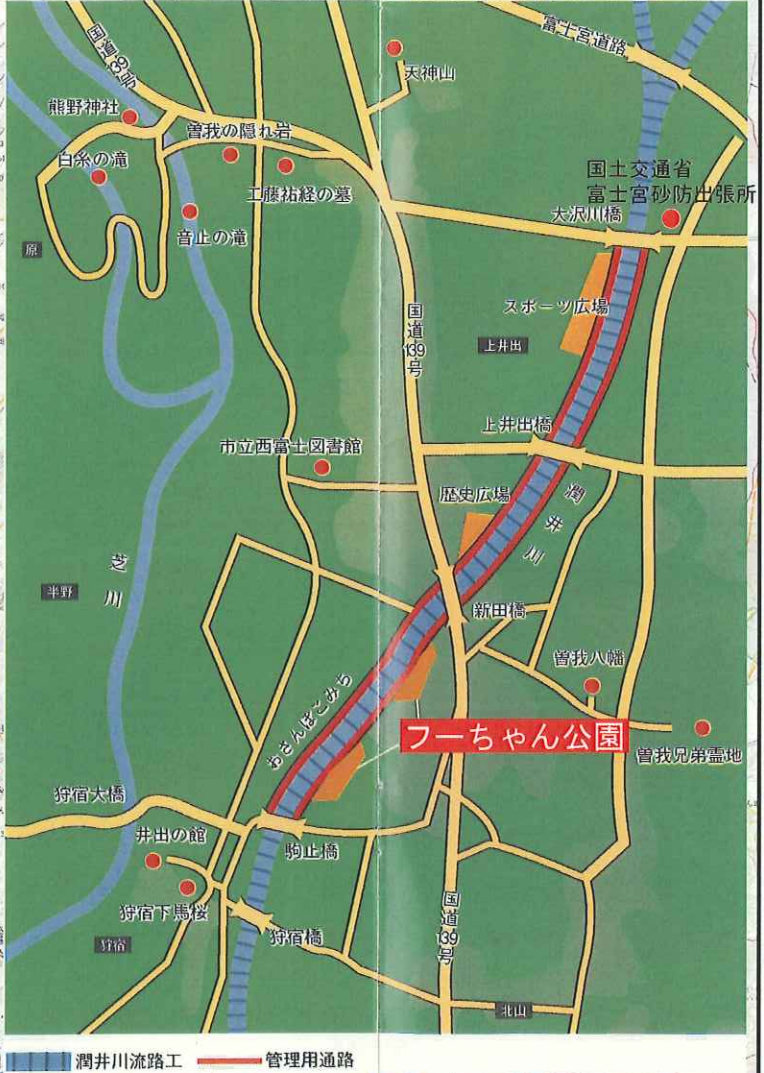 富士宮道路
国道139号
天神山
熊野神社
曽我の隠れ岩
白糸の滝
工藤祐経の墓
国土交通省
富士宮砂防出張所
大沢川橋
音止の滝
原
スポーツ広場
国道139号
上井出
上井出橋
市立西富士図書館
歴史広場
潤井川
芝川
半野
新田橋
曽我八幡
おさんぽこみち
フーちゃん公園
曽我兄弟霊地
狩宿大橋
井出の館
駒止橋
狩宿下馬桜
国道139号
狩宿
狩宿橋
北山
潤井川流路工
管理用通路